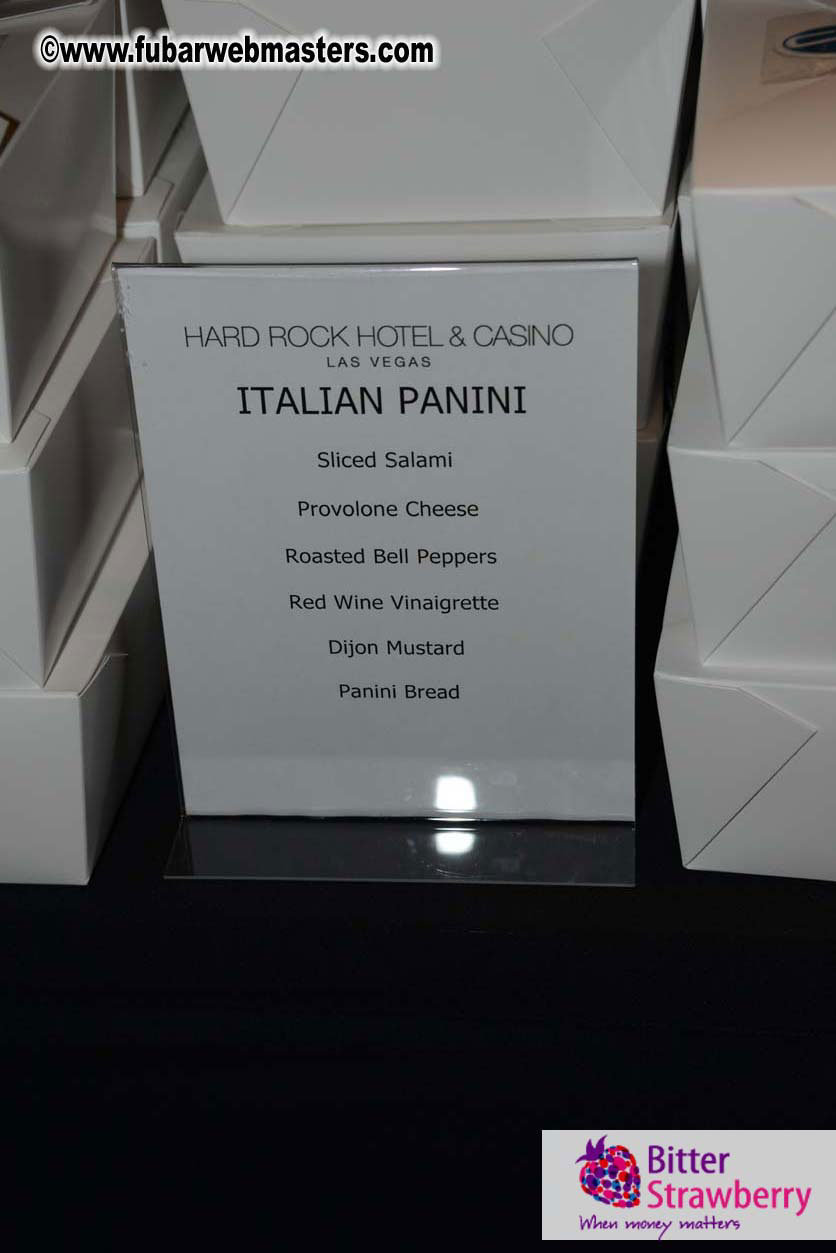 ©www.fubarwebmasters.com
HARD ROCK HOTEL & CASINO
LAS VEGAS
ITALIAN PANINI
Sliced Salami
Provolone Cheese
Roasted Bell Peppers
Red Wine Vinaigrette
Dijon Mustard
Panini Bread
Bitter
Strawberry
When money matters